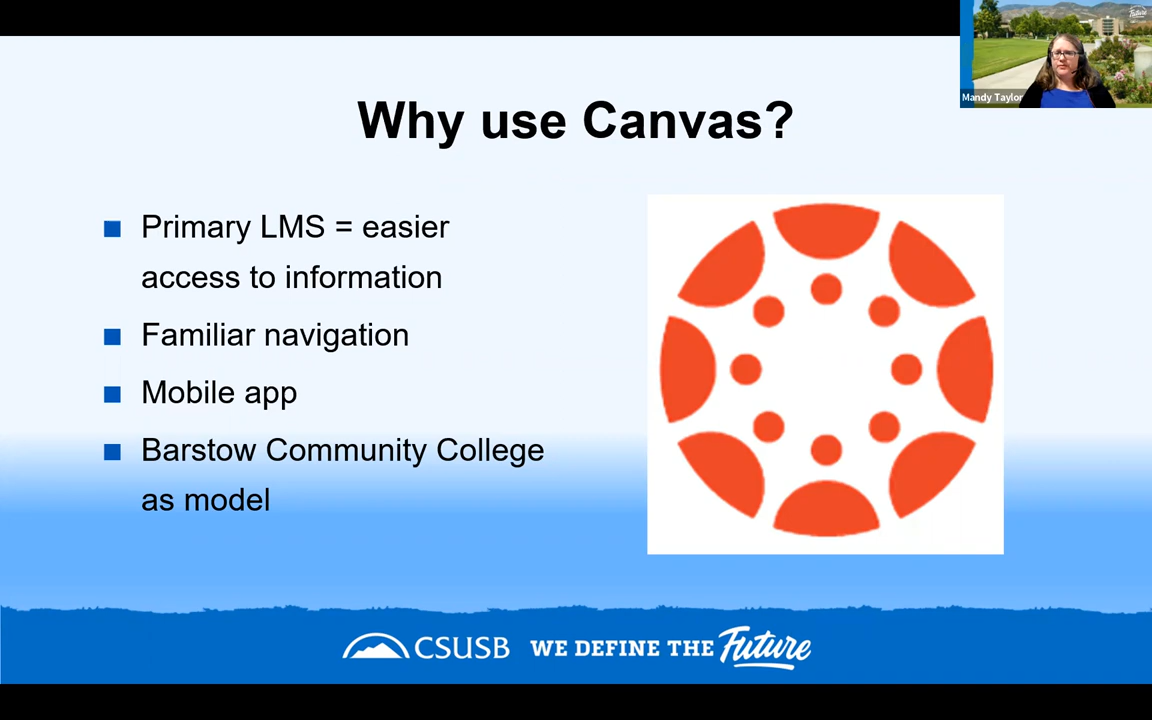 Why use Canvas?
Primary LMS = easier
access to information
Familiar navigation
Mobile app
Barstow Community College
as model
CSUSB WE DEFINE THE Future
Future
Mandy Taylor